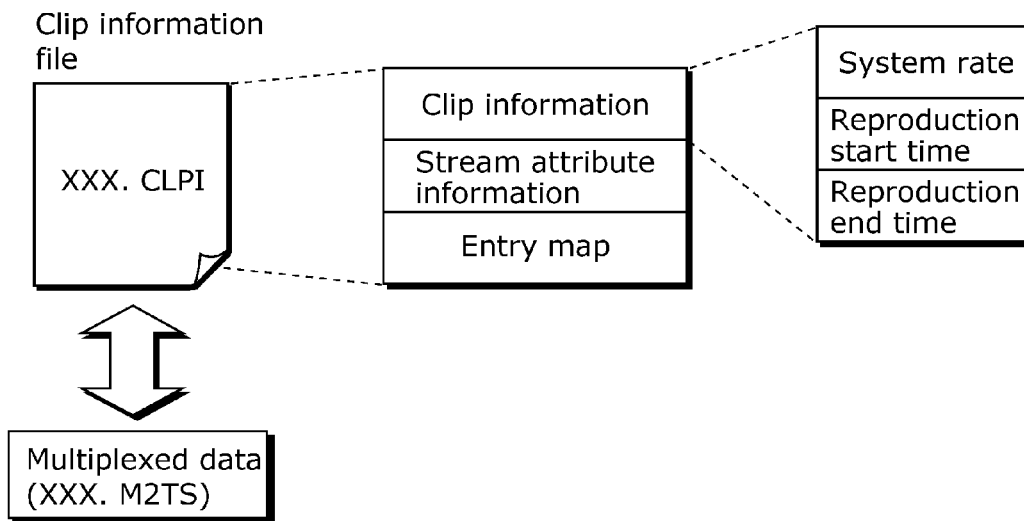 Clip information
file
XXX. CLPI
Multiplexed data
(XXX. M2TS)
Clip information
Stream attribute
information
Entry map
System rate
Reproduction
start time
Reproduction
end time